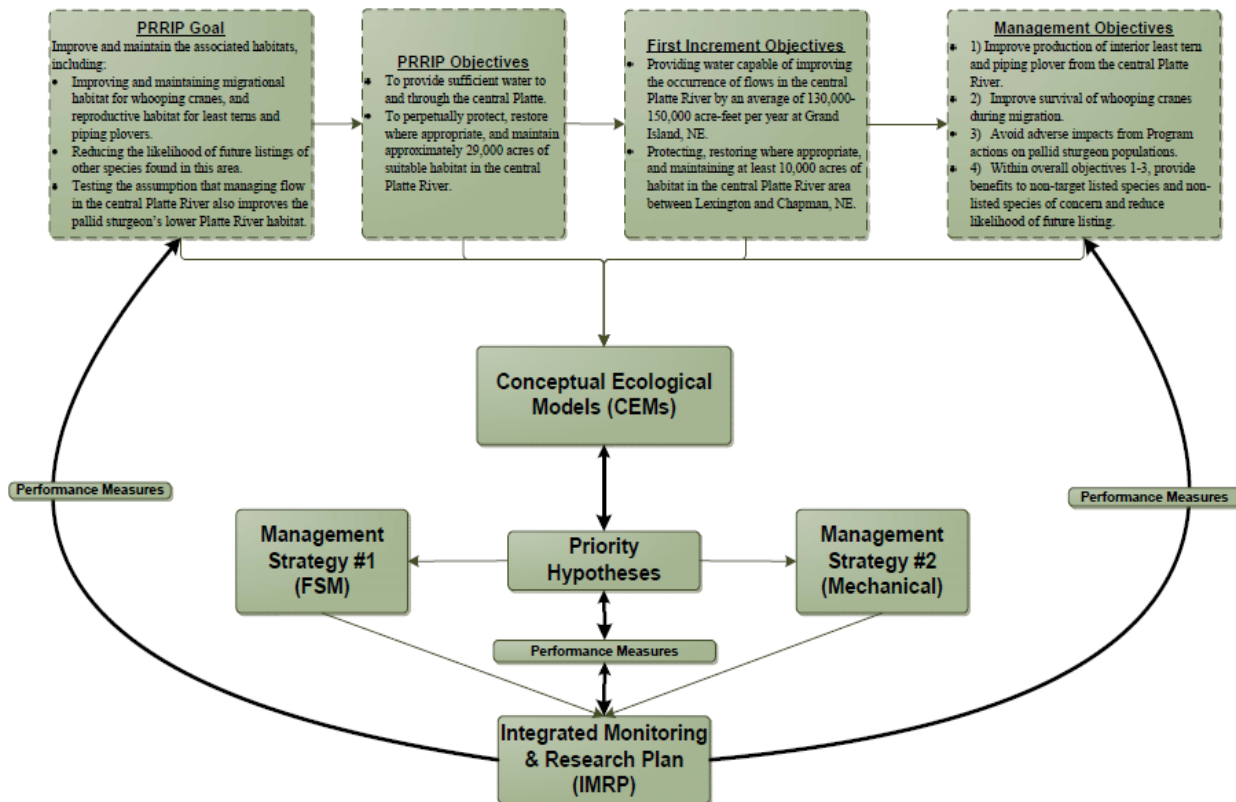 PRRIP Goal
Improve and maintain the associated habitats,
including:
• Improving and maintaining migrational
habitat for whooping cranes, and
reproductive habitat for least terns and
piping plovers.
• Reducing the likelihood of future listings of
other species found in this area.
• Testing the assumption that managing flow
in the central Platte River also improves the
pallid sturgeon's lower Platte River habitat.
PRRIP Objectives
• To provide sufficient water to
and through the central Platte.
• To perpetually protect, restore
where appropriate, and maintain
approximately 29,000 acres of
suitable habitat in the central
Platte River.
First Increment Objectives
• Providing water capable of improving
the occurrence of flows in the central
Platte River by an average of 130,000-
150,000 acre-feet per year at Grand
Island, NE.
• Protecting, restoring where appropriate,
and maintaining at least 10,000 acres of
habitat in the central Platte River area
between Lexington and Chapman, NE.
Management Objectives
• 1) Improve production of interior least tern
and piping plover from the central Platte
River.
• 2) Improve survival of whooping cranes
during migration.
• 3) Avoid adverse impacts from Program
actions on pallid sturgeon populations.
• 4) Within overall objectives 1-3, provide
benefits to non-target listed species and non-
listed species of concern and reduce
likelihood of future listing.
Conceptual Ecological
Models (CEMs)
Performance Measures
Performance Measures
Management
Strategy #1
(FSM)
Priority
Hypotheses
Management
Strategy #2
(Mechanical)
Performance Measures
Integrated Monitoring
& Research Plan
(IMRP)